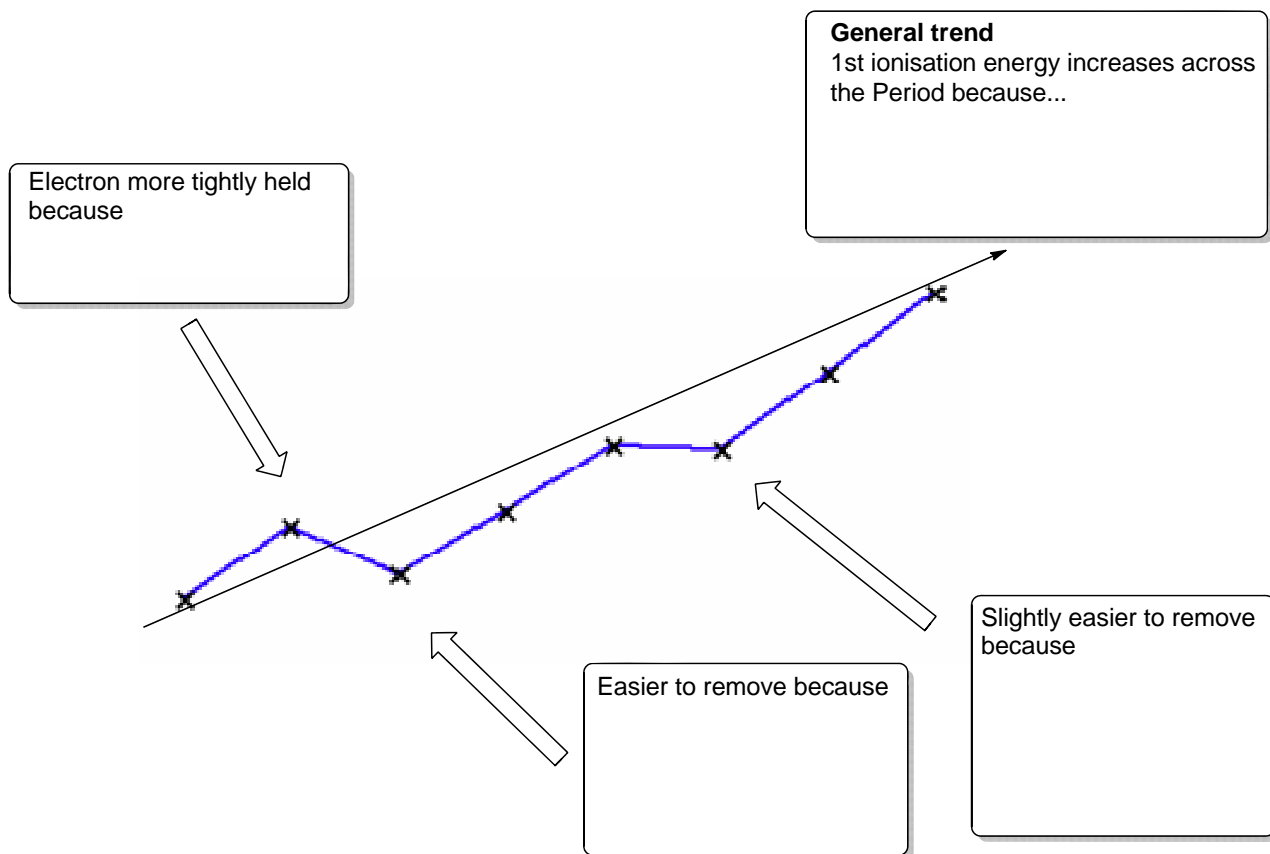 General trend
1st ionisation energy increases across
the Period because...
Electron more tightly held
because
Slightly easier to remove
because
Easier to remove because